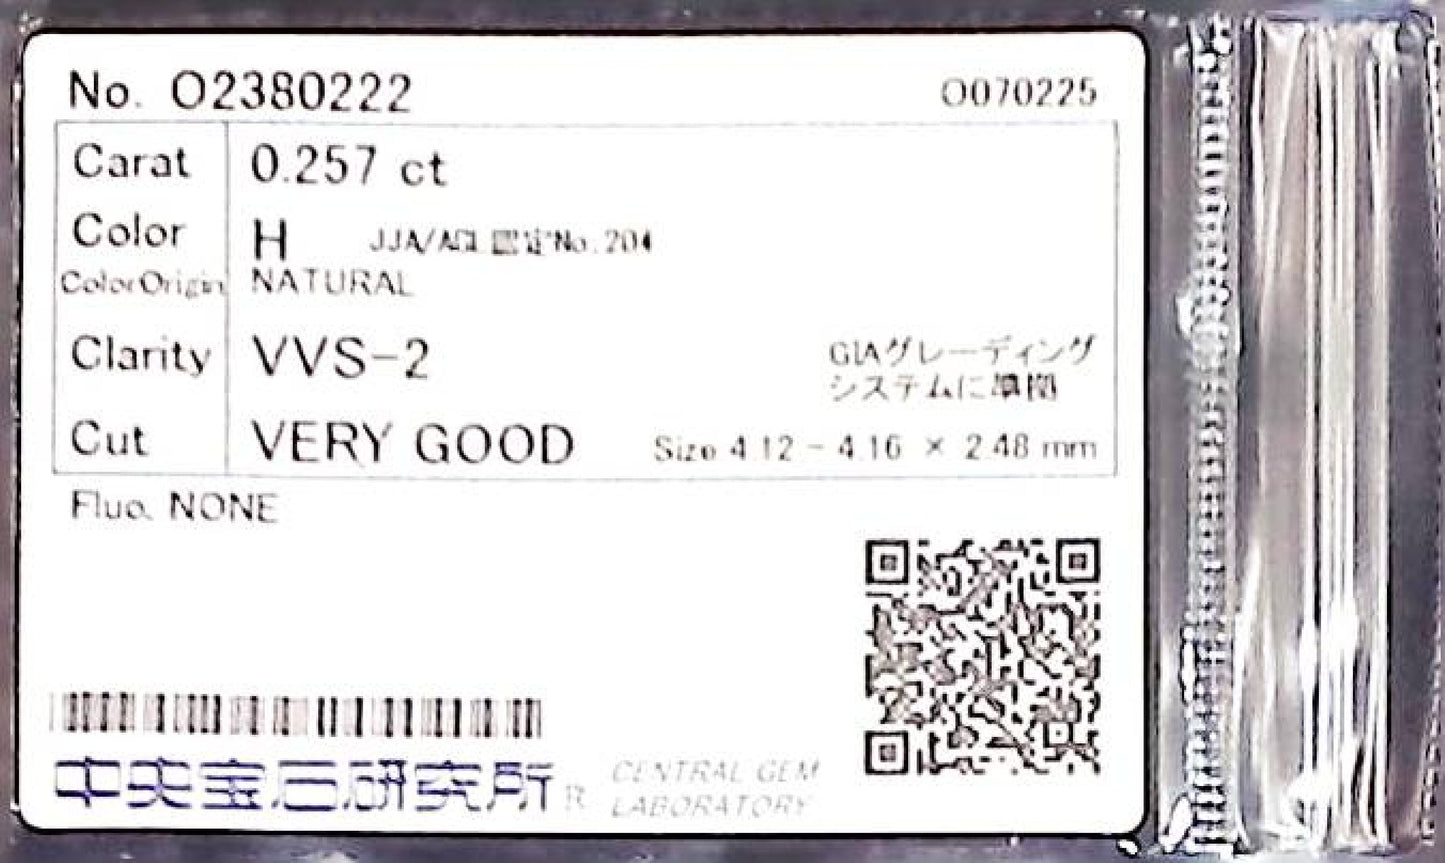 No. O2380222 O070225
Carat 0.257 ct
Color H JJA/AGL認定No.204
ColorOrigin NATURAL
Clarity VVS-2 GIAグレーディング
システムに準拠
Cut VERY GOOD Size 4.12 - 4.16 × 2.48 mm
Fluo. NONE
中央宝石研究所 R CENTRAL GEM
LABORATORY